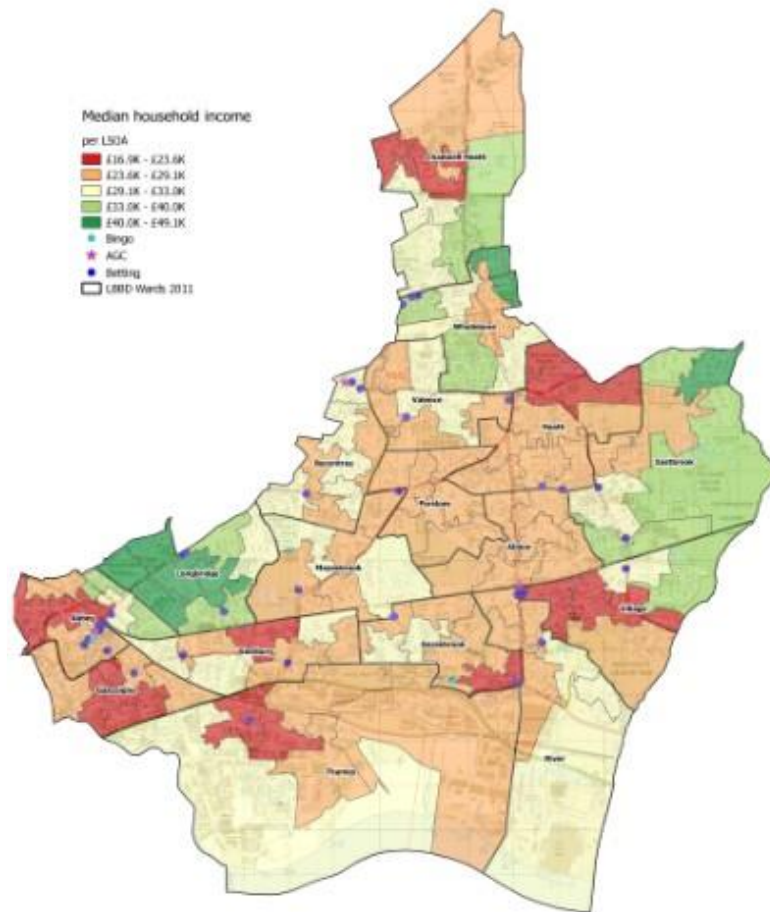 Median household income
per LSOA
£16.9K - £23.6K
£23.6K - £29.1K
£29.1K - £33.0K
£33.0K - £40.0K
£40.0K - £49.1K
Bingo
AGC
Betting
LBBD Wards 2011
Chadwell Heath
Whalebone
Valence
Heath
Eastbrook
Becontree
Parsloes
Alibon
Longbridge
Mayesbrook
Abbey
Village
Goresbrook
Gascoigne
Thames
River